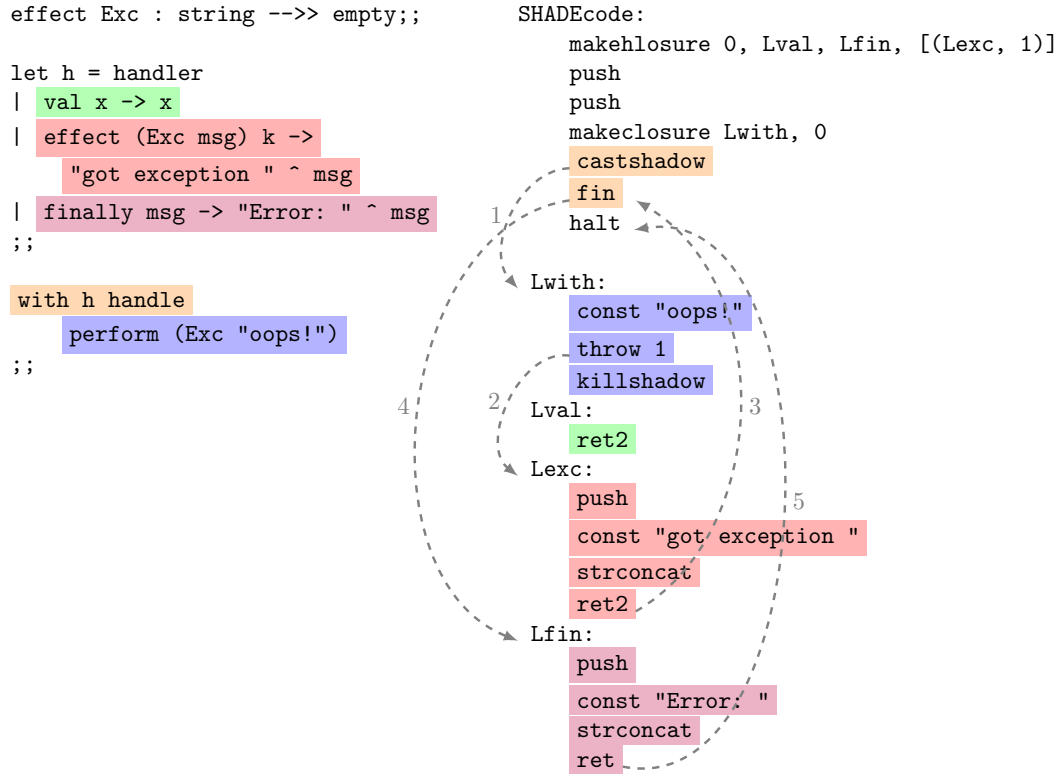 effect Exc : string -->> empty;;

let h = handler
| val x -> x
| effect (Exc msg) k ->
"got exception " ^ msg
| finally msg -> "Error: " ^ msg
;;

with h handle
perform (Exc "oops!")
;;

SHADEcode:
makehlosure 0, Lval, Lfin, [(Lexc, 1)]
push
push
makeclosure Lwith, 0
castshadow
fin
1
halt
Lwith:
const "oops!"
throw 1
killshadow
2
3
4
Lval:
ret2
Lexc:
push
5
const "got exception "
strconcat
ret2
Lfin:
push
const "Error: "
strconcat
ret